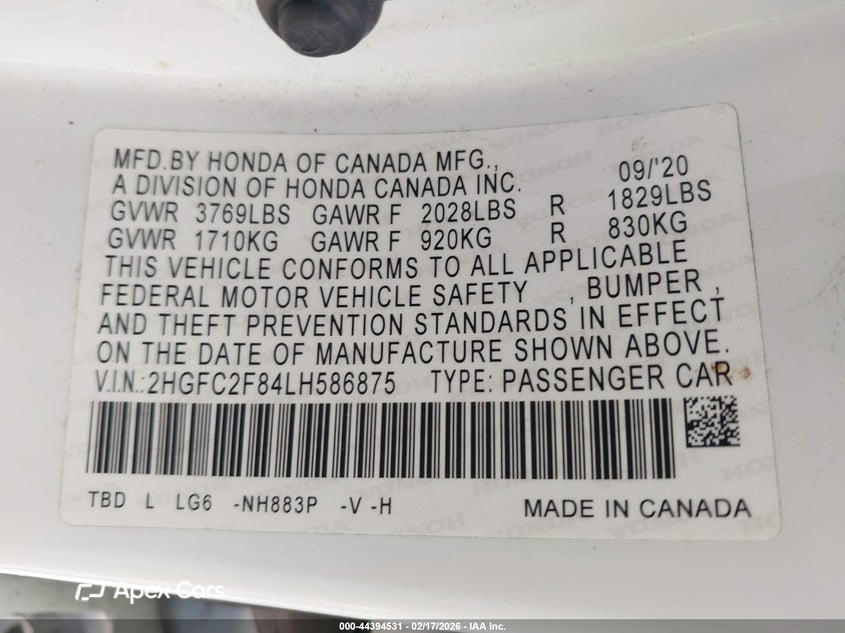 MFD.BY HONDA OF CANADA MFG., 09/'20
A DIVISION OF HONDA CANADA INC.
GVWR 3769LBS GAWR F 2028LBS R 1829LBS
GVWR 1710KG GAWR F 920KG R 830KG
THIS VEHICLE CONFORMS TO ALL APPLICABLE
FEDERAL MOTOR VEHICLE SAFETY , BUMPER ,
AND THEFT PREVENTION STANDARDS IN EFFECT
ON THE DATE OF MANUFACTURE SHOWN ABOVE.
V.I.N.:2HGFC2F84LH586875 TYPE: PASSENGER CAR
TBD L LG6 -NH883P -V -H MADE IN CANADA
Apex Cars
000-44394531 - 02/17/2026 - IAA Inc.